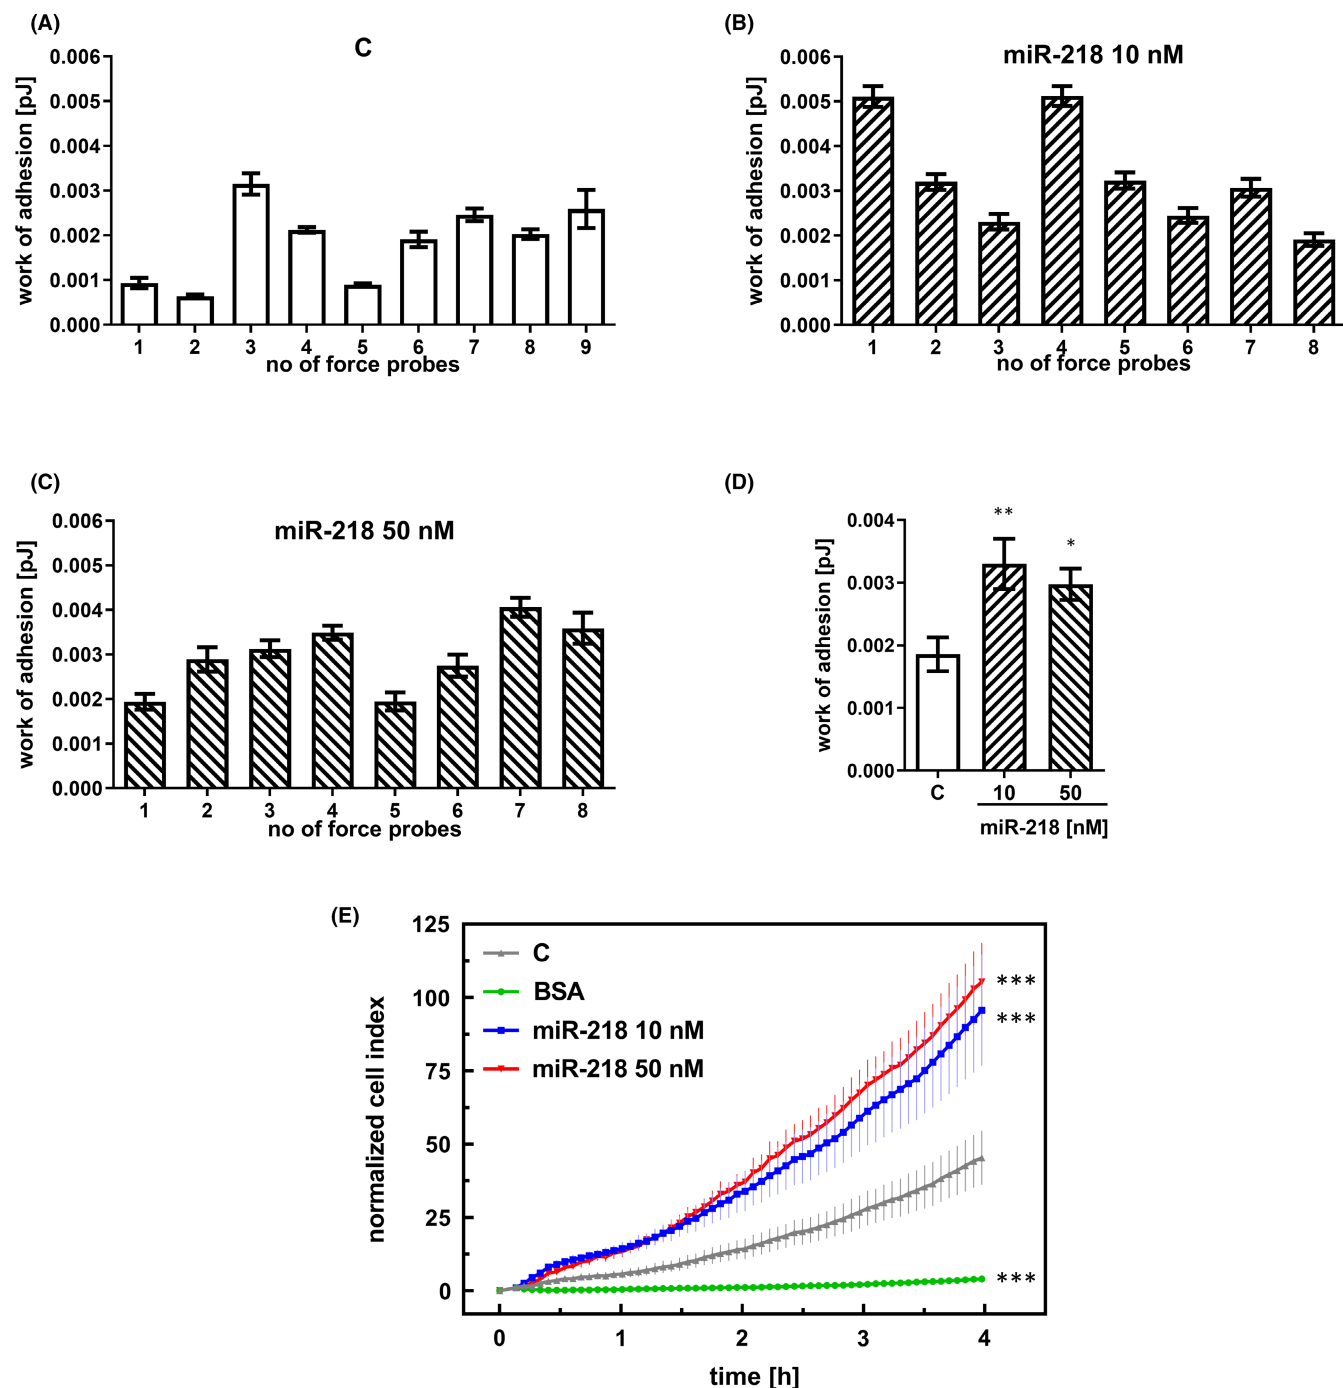 (A)
C
work of adhesion [pJ]
0.006
0.005
0.004
0.003
0.002
0.001
0.000
1 2 3 4 5 6 7 8 9
no of force probes
(B)
miR-218 10 nM
work of adhesion [pJ]
0.006
0.005
0.004
0.003
0.002
0.001
0.000
1 2 3 4 5 6 7 8
no of force probes
(C)
miR-218 50 nM
work of adhesion [pJ]
0.006
0.005
0.004
0.003
0.002
0.001
0.000
1 2 3 4 5 6 7 8
no of force probes
(D)
work of adhesion [pJ]
0.004
0.003
0.002
0.001
0.000
**
*
C 10 50
miR-218 [nM]
(E)
normalized cell index
125
100
75
50
25
0
C
BSA
miR-218 10 nM
miR-218 50 nM
***
***
***
0 1 2 3 4
time [h]